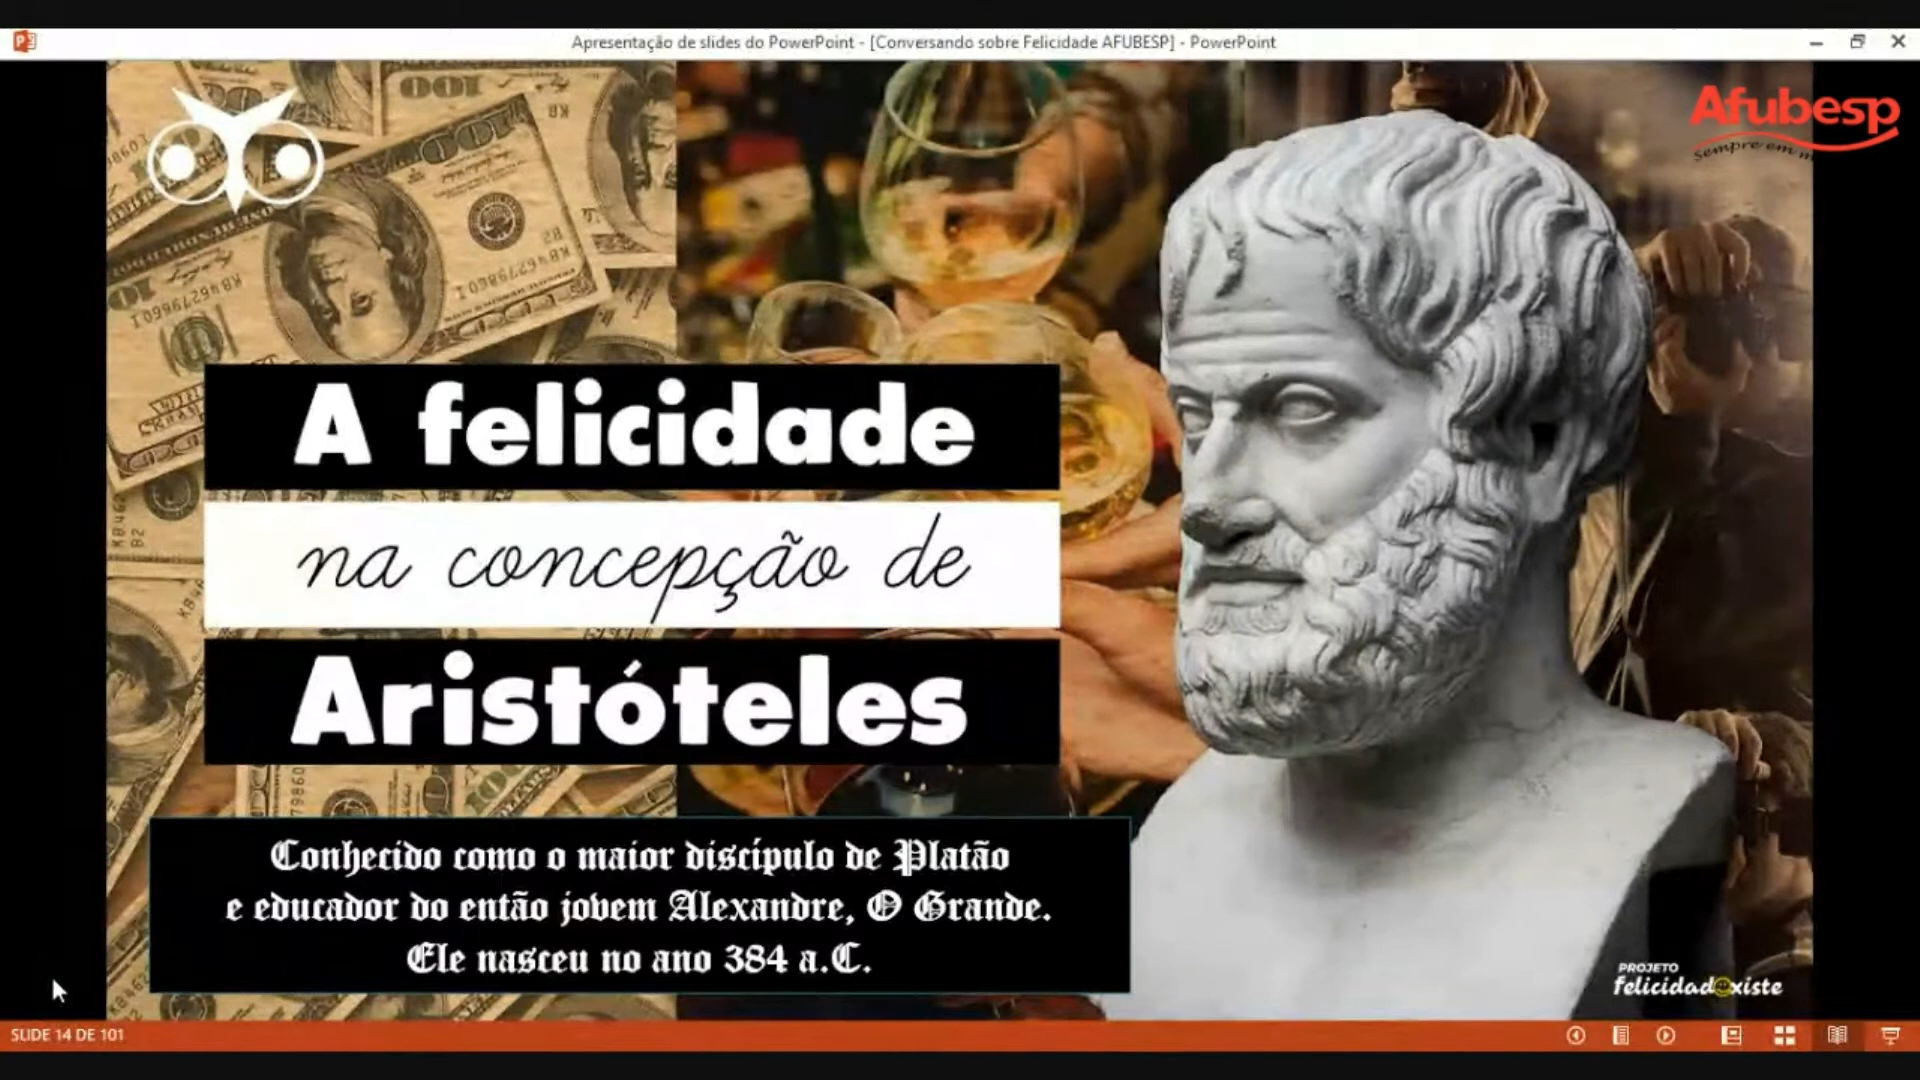 Apresentação de slides do PowerPoint - [Conversando sobre Felicidade AFUBESP] - PowerPoint
Afubesp
sempre em
A felicidade
na concepção de
Aristóteles
Conhecido como o maior discípulo de Platão
e educador do então jovem Alexandre, O Grande.
Ele nasceu no ano 384 a.C.
PROJETO
felicidadexiste
SLIDE 14 DE 101